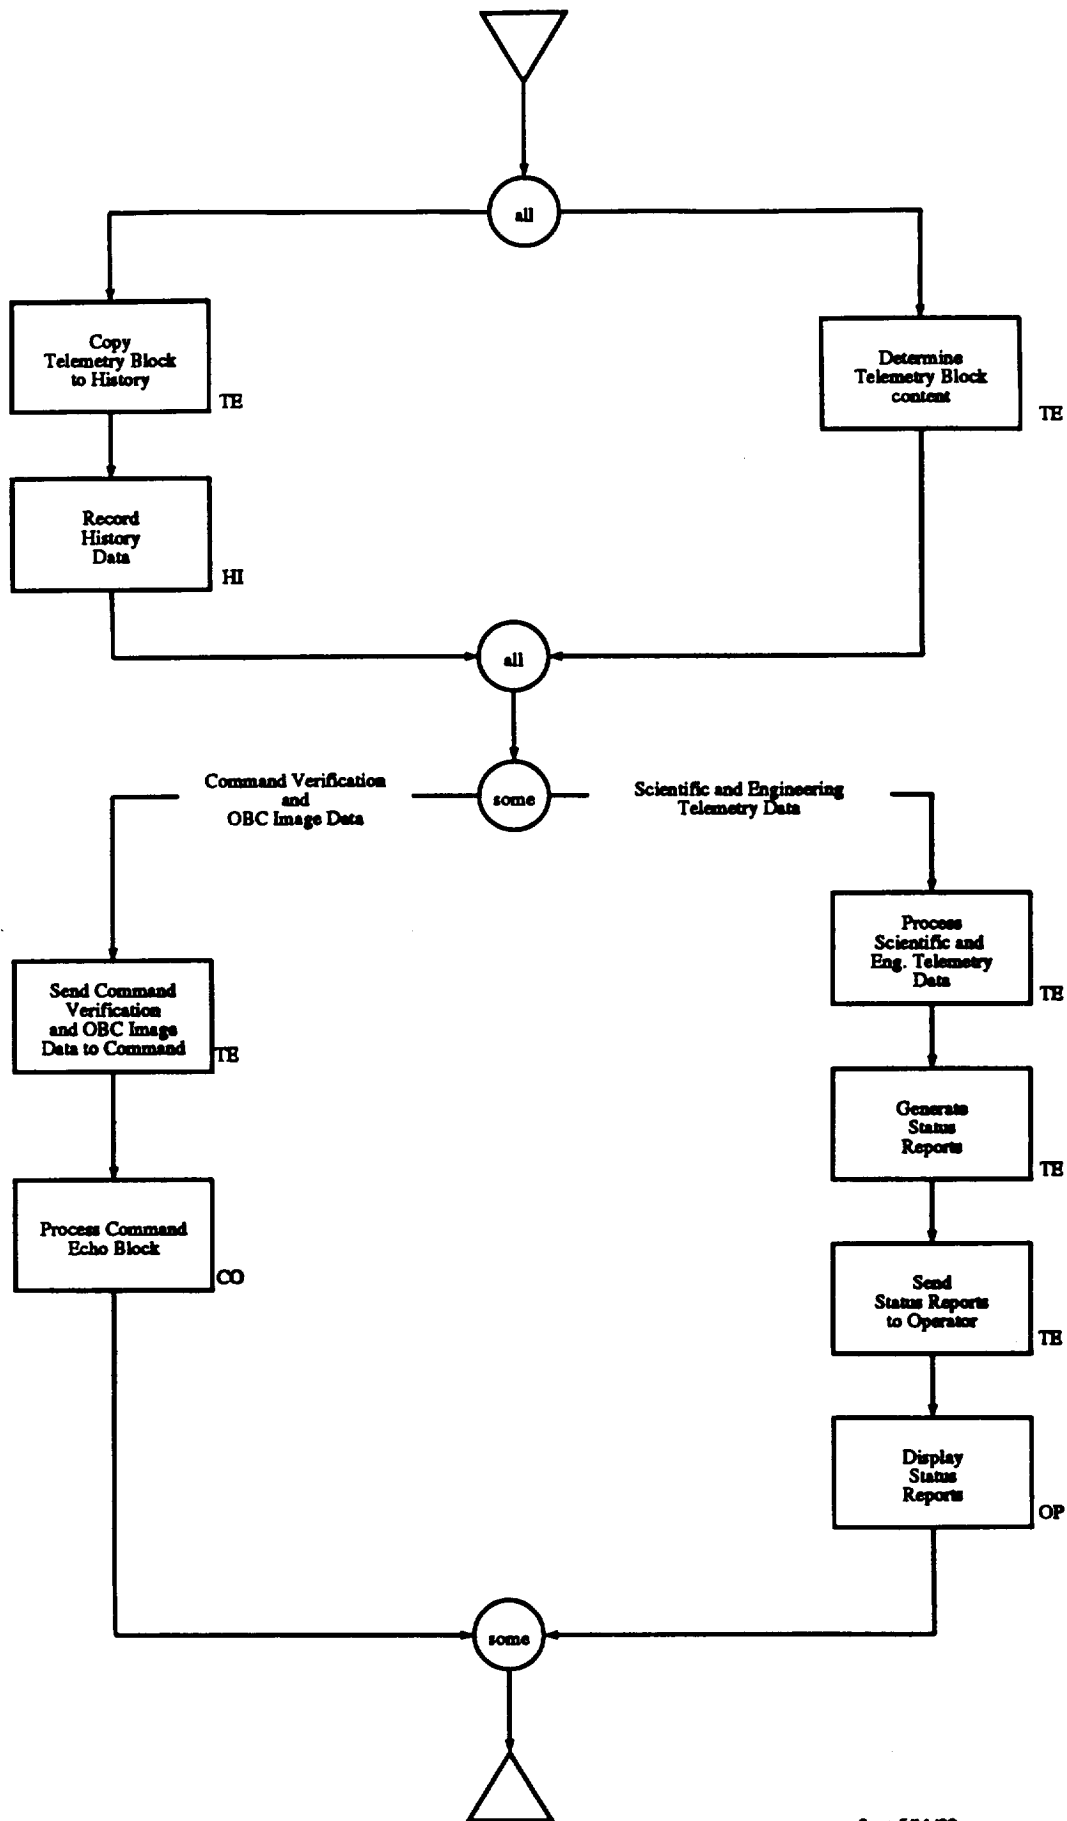 all
Copy
Telemetry Block
to History
TE
Determine
Telemetry Block
content
TE
Record
History
Data
HI
all
Command Verification
and
OBC Image Data
some
Scientific and Engineering
Telemetry Data
Process
Scientific and
Eng. Telemetry
Data
TE
Send Command
Verification
and OBC Image
Data to Command
TE
Generate
Status
Reports
TE
Process Command
Echo Block
CO
Send
Status Reports
to Operator
TE
Display
Status
Reports
OP
some